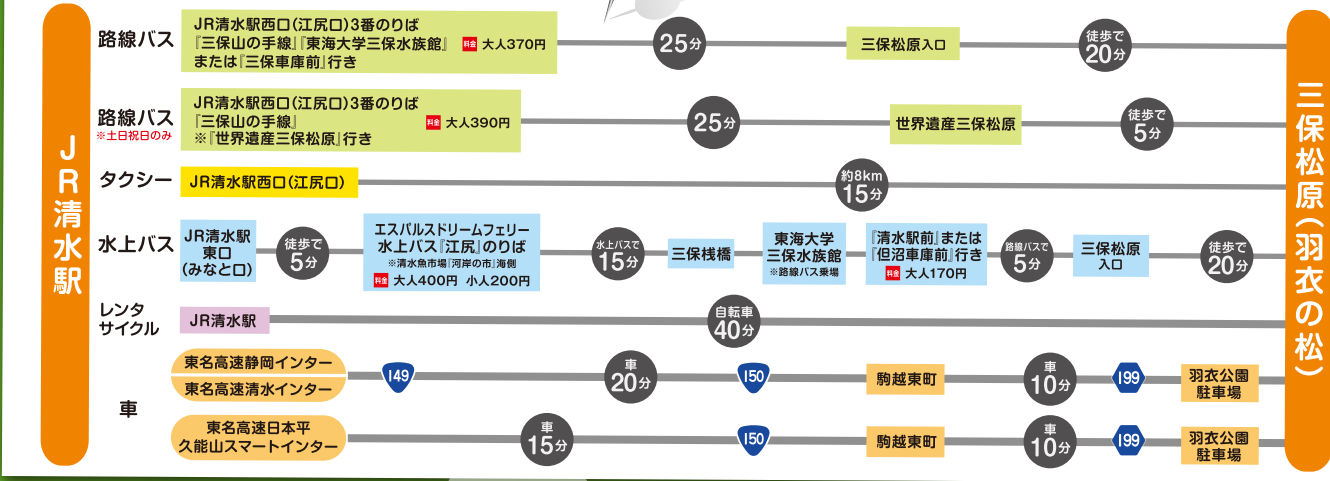 JR清水駅
路線バス
JR清水駅西口(江尻口)3番のりば
『三保山の手線』『東海大学三保水族館』 料金 大人370円
または『三保車庫前』行き
25分
三保松原入口
徒歩で
20分
路線バス
※土日祝日のみ
JR清水駅西口(江尻口)3番のりば
『三保山の手線』 料金 大人390円
※『世界遺産三保松原』行き
25分
世界遺産三保松原
徒歩で
5分
タクシー
JR清水駅西口(江尻口)
約8km
15分
水上バス
JR清水駅
東口
(みなと口)
徒歩で
5分
エスパルスドリームフェリー
水上バス『江尻』のりば
※清水魚市場『河岸の市』海側
料金 大人400円 小人200円
水上バスで
15分
三保桟橋
東海大学
三保水族館
※路線バス乗場
『清水駅前』または
『但沼車庫前』行き
料金 大人170円
路線バスで
5分
三保松原
入口
徒歩で
20分
レンタ
サイクル
JR清水駅
自転車
40分
車
東名高速静岡インター
東名高速清水インター
149
車
20分
150
駒越東町
車
10分
199
羽衣公園
駐車場
東名高速日本平
久能山スマートインター
車
15分
150
駒越東町
車
10分
199
羽衣公園
駐車場
三保松原(羽衣の松)